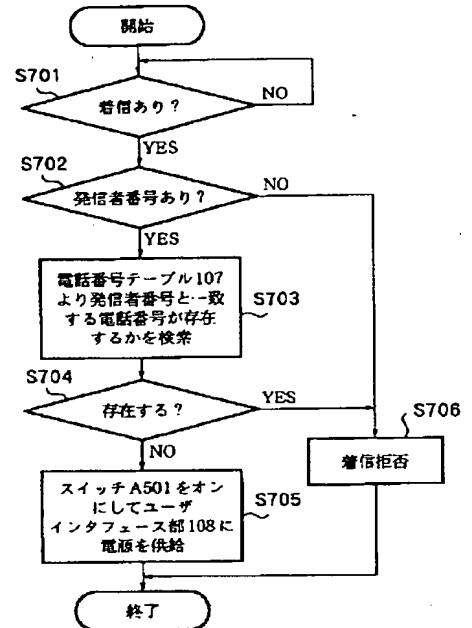 開始
S701
着信あり?
NO
YES
S702
発信者番号あり?
NO
YES
電話番号テーブル107
より発信者番号と一致
する電話番号が存在
するかを検索
S703
S704
存在する?
YES
NO
S706
着信拒否
スイッチA501をオン
にしてユーザ
インタフェース部108に
電源を供給
S705
終了